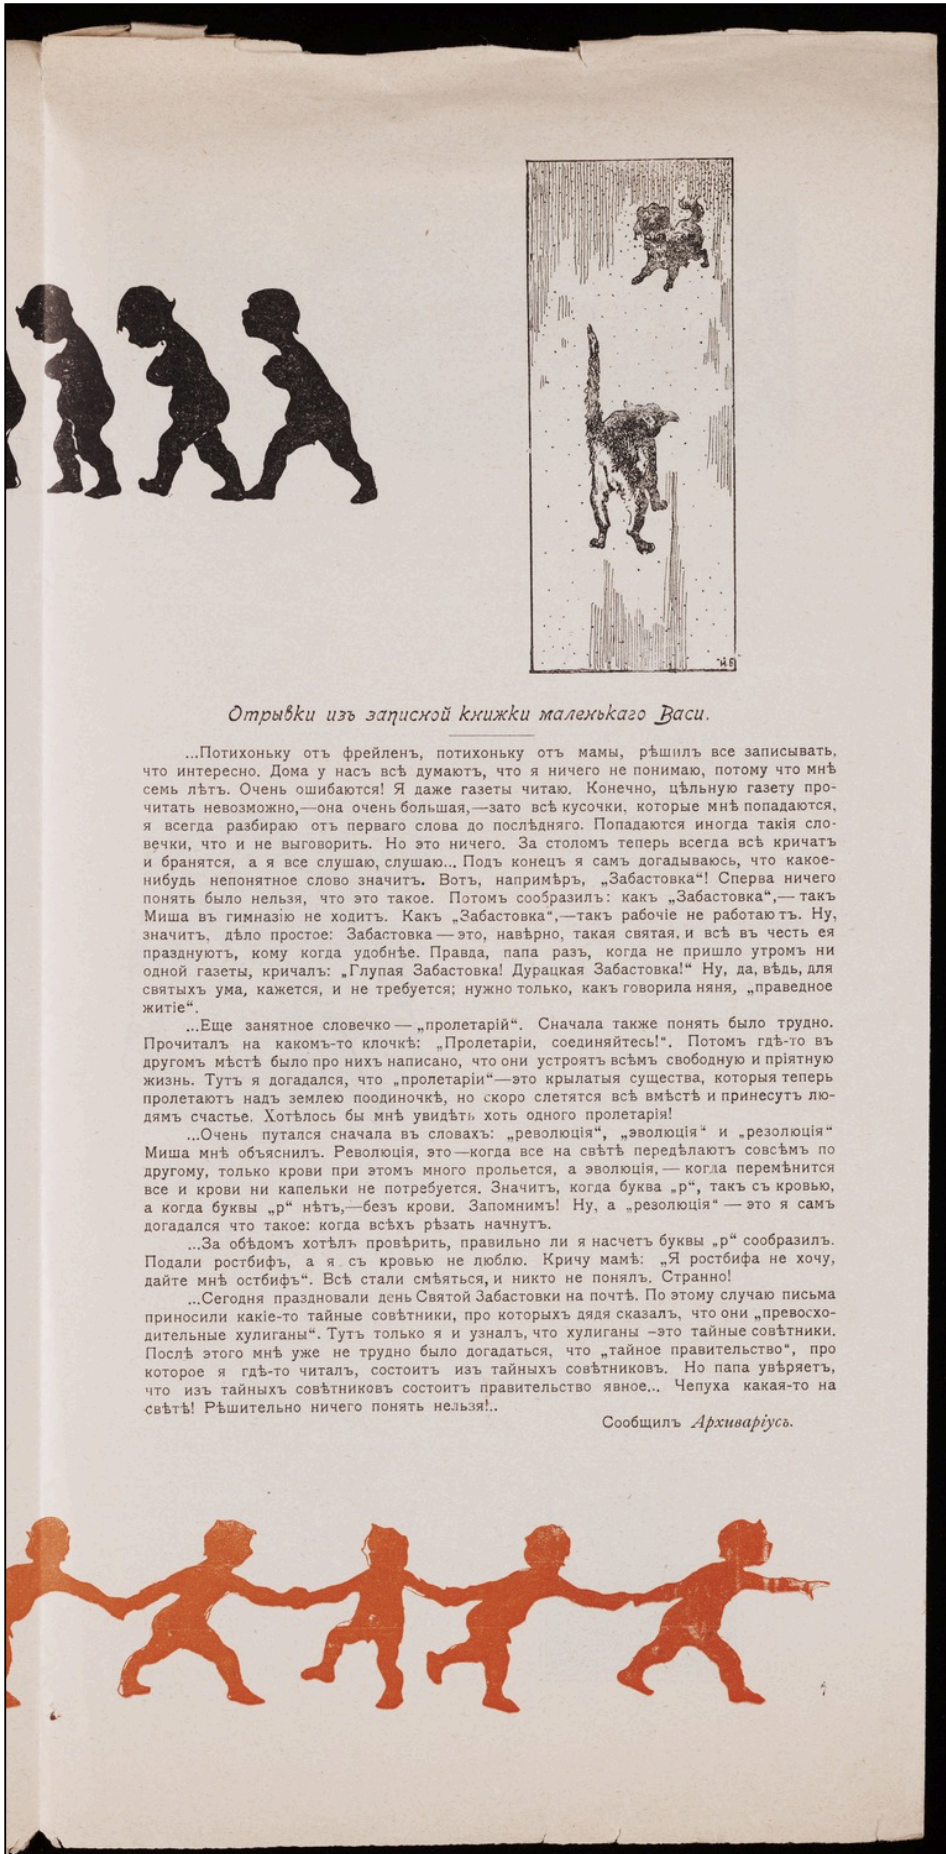 Н Б
Отрывки изъ записной книжки маленькаго Васи.
...Потихоньку отъ фрейленъ, потихоньку отъ мамы, рѣшилъ все записывать,
что интересно. Дома у насъ всѣ думаютъ, что я ничего не понимаю, потому что мнѣ
семь лѣтъ. Очень ошибаются! Я даже газеты читаю. Конечно, цѣльную газету про-
читать невозможно,—она очень большая,—зато всѣ кусочки, которые мнѣ попадаются,
я всегда разбираю отъ перваго слова до послѣдняго. Попадаются иногда такія сло-
вечки, что и не выговорить. Но это ничего. За столомъ теперь всегда всѣ кричатъ
и бранятся, а я все слушаю, слушаю... Подъ конецъ я самъ догадываюсь, что какое-
нибудь непонятное слово значитъ. Вотъ, напримѣръ, „Забастовка“! Сперва ничего
понять было нельзя, что это такое. Потомъ сообразилъ: какъ „Забастовка“,— такъ
Миша въ гимназію не ходитъ. Какъ „Забастовка“,—такъ рабочіе не работаютъ. Ну,
значитъ, дѣло простое: Забастовка — это, навѣрно, такая святая, и всѣ въ честь ея
празднуютъ, кому когда удобнѣе. Правда, папа разъ, когда не пришло утромъ ни
одной газеты, кричалъ: „Глупая Забастовка! Дурацкая Забастовка!“ Ну, да, вѣдь, для
святыхъ ума, кажется, и не требуется; нужно только, какъ говорила няня, „праведное
житіе“.
...Еще занятное словечко — „пролетарій“. Сначала также понять было трудно.
Прочиталъ на какомъ-то клочкѣ: „Пролетаріи, соединяйтесь!“. Потомъ гдѣ-то въ
другомъ мѣстѣ было про нихъ написано, что они устроятъ всѣмъ свободную и пріятную
жизнь. Тутъ я догадался, что „пролетаріи“—это крылатыя существа, которыя теперь
пролетаютъ надъ землею поодиночкѣ, но скоро слетятся всѣ вмѣстѣ и принесутъ лю-
дямъ счастье. Хотѣлось бы мнѣ увидѣть хоть одного пролетарія!
...Очень путался сначала въ словахъ: „революція“, „эволюція“ и „резолюція“
Миша мнѣ объяснилъ. Революція, это—когда все на свѣтѣ передѣлаютъ совсѣмъ по
другому, только крови при этомъ много прольется, а эволюція, — когда перемѣнится
все и крови ни капельки не потребуется. Значитъ, когда буква „р“, такъ съ кровью,
а когда буквы „р“ нѣтъ,—безъ крови. Запомнимъ! Ну, а „резолюція“ — это я самъ
догадался что такое: когда всѣхъ рѣзать начнутъ.
...За обѣдомъ хотѣлъ провѣрить, правильно ли я насчетъ буквы „р“ сообразилъ.
Подали ростбифъ, а я съ кровью не люблю. Кричу мамѣ: „Я ростбифа не хочу,
дайте мнѣ остбифъ“. Всѣ стали смѣяться, и никто не понялъ. Странно!
...Сегодня праздновали день Святой Забастовки на почтѣ. По этому случаю письма
приносили какіе-то тайные совѣтники, про которыхъ дядя сказалъ, что они „превосхо-
дительные хулиганы“. Тутъ только я и узналъ, что хулиганы –это тайные совѣтники.
Послѣ этого мнѣ уже не трудно было догадаться, что „тайное правительство“, про
которое я гдѣ-то читалъ, состоитъ изъ тайныхъ совѣтниковъ. Но папа увѣряетъ,
что изъ тайныхъ совѣтниковъ состоитъ правительство явное... Чепуха какая-то на
свѣтѣ! Рѣшительно ничего понять нельзя!..
Сообщилъ Архиваріусъ.